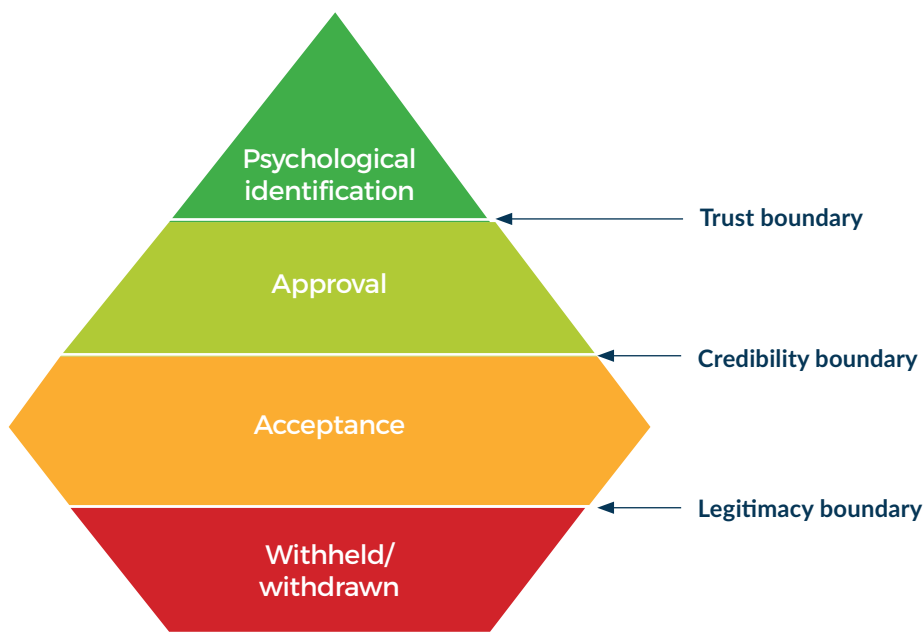 Psychological
identification
Trust boundary
Approval
Credibility boundary
Acceptance
Legitimacy boundary
Withheld/
withdrawn